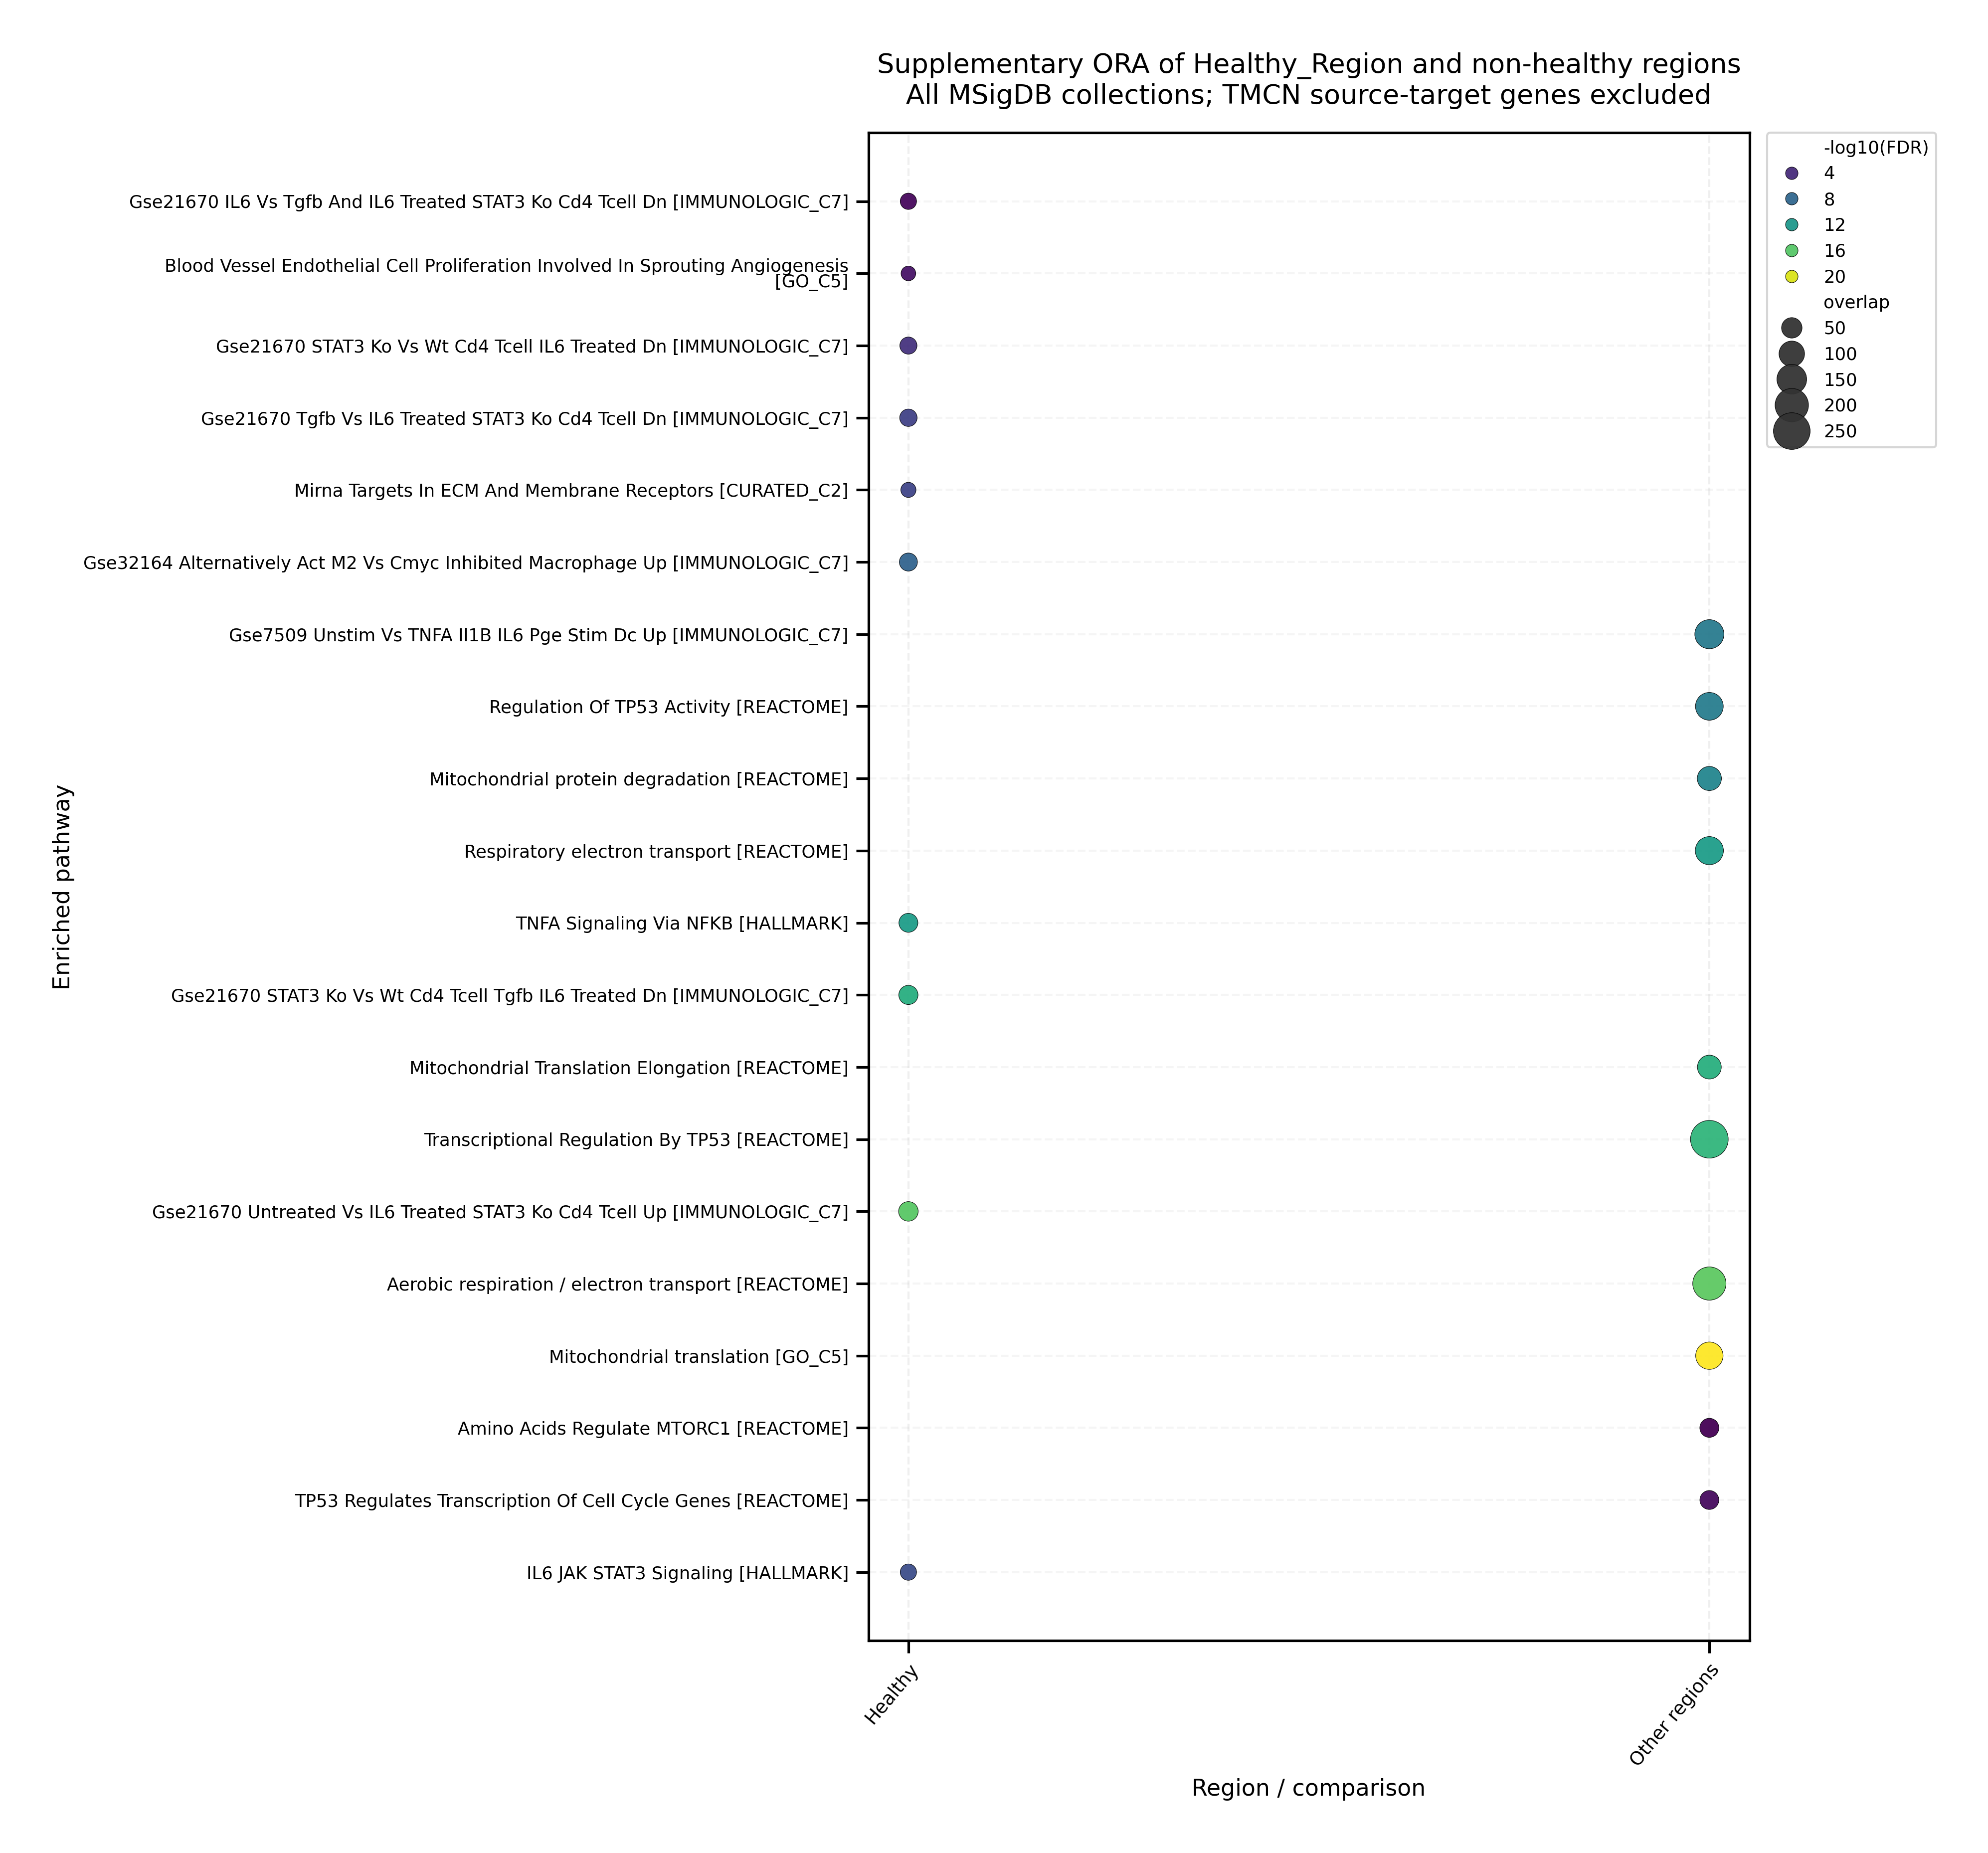 Supplementary ORA of Healthy_Region and non-healthy regions
All MSigDB collections; TMCN source-target genes excluded
Enriched pathway
Gse21670 IL6 Vs Tgfb And IL6 Treated STAT3 Ko Cd4 Tcell Dn [IMMUNOLOGIC_C7]
Blood Vessel Endothelial Cell Proliferation Involved In Sprouting Angiogenesis
[GO_C5]
Gse21670 STAT3 Ko Vs Wt Cd4 Tcell IL6 Treated Dn [IMMUNOLOGIC_C7]
Gse21670 Tgfb Vs IL6 Treated STAT3 Ko Cd4 Tcell Dn [IMMUNOLOGIC_C7]
Mirna Targets In ECM And Membrane Receptors [CURATED_C2]
Gse32164 Alternatively Act M2 Vs Cmyc Inhibited Macrophage Up [IMMUNOLOGIC_C7]
Gse7509 Unstim Vs TNFA Il1B IL6 Pge Stim Dc Up [IMMUNOLOGIC_C7]
Regulation Of TP53 Activity [REACTOME]
Mitochondrial protein degradation [REACTOME]
Respiratory electron transport [REACTOME]
TNFA Signaling Via NFKB [HALLMARK]
Gse21670 STAT3 Ko Vs Wt Cd4 Tcell Tgfb IL6 Treated Dn [IMMUNOLOGIC_C7]
Mitochondrial Translation Elongation [REACTOME]
Transcriptional Regulation By TP53 [REACTOME]
Gse21670 Untreated Vs IL6 Treated STAT3 Ko Cd4 Tcell Up [IMMUNOLOGIC_C7]
Aerobic respiration / electron transport [REACTOME]
Mitochondrial translation [GO_C5]
Amino Acids Regulate MTORC1 [REACTOME]
TP53 Regulates Transcription Of Cell Cycle Genes [REACTOME]
IL6 JAK STAT3 Signaling [HALLMARK]
Healthy
Other regions
Region / comparison
-log10(FDR)
4
8
12
16
20
overlap
50
100
150
200
250